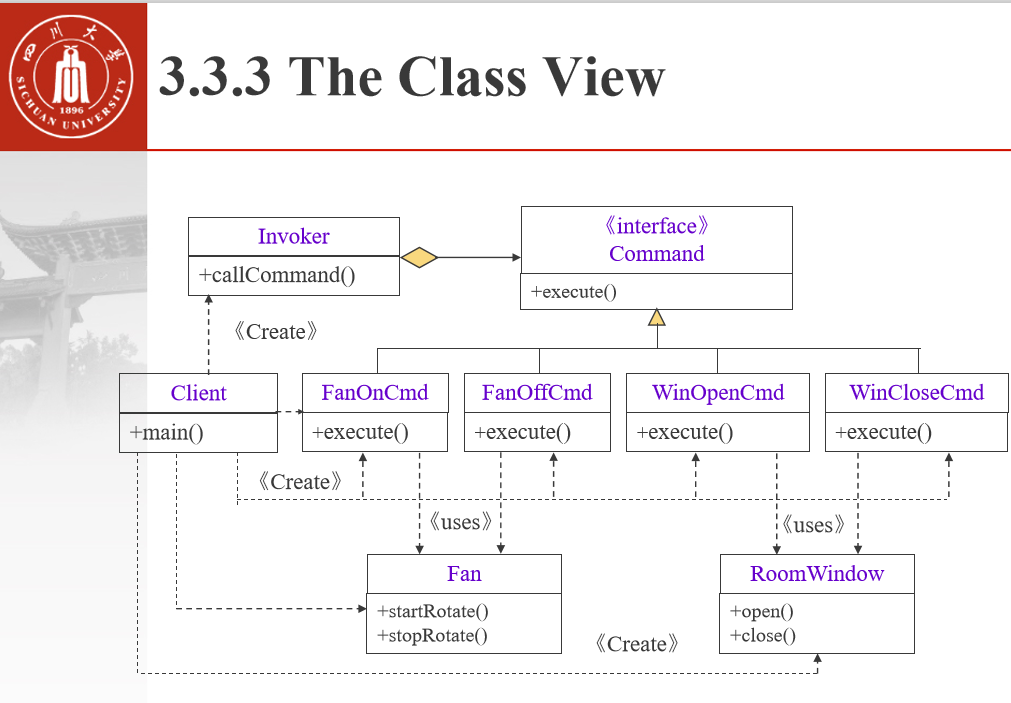 四川大学
SICHUAN UNIVERSITY
1896
3.3.3 The Class View
Invoker
+callCommand()
《interface》
Command
+execute()
《Create》
Client
+main()
FanOnCmd
+execute()
FanOffCmd
+execute()
WinOpenCmd
+execute()
WinCloseCmd
+execute()
《Create》
《uses》
《uses》
Fan
+startRotate()
+stopRotate()
RoomWindow
+open()
+close()
《Create》